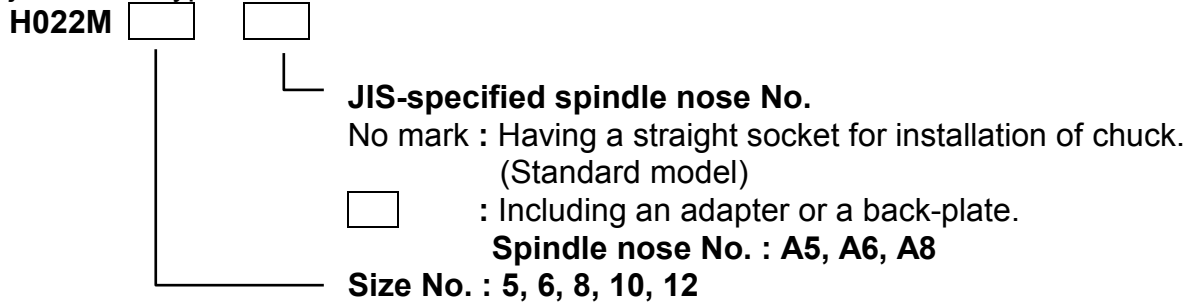 H022M
JIS-specified spindle nose No.
No mark : Having a straight socket for installation of chuck.
(Standard model)
: Including an adapter or a back-plate.
Spindle nose No. : A5, A6, A8
Size No. : 5, 6, 8, 10, 12